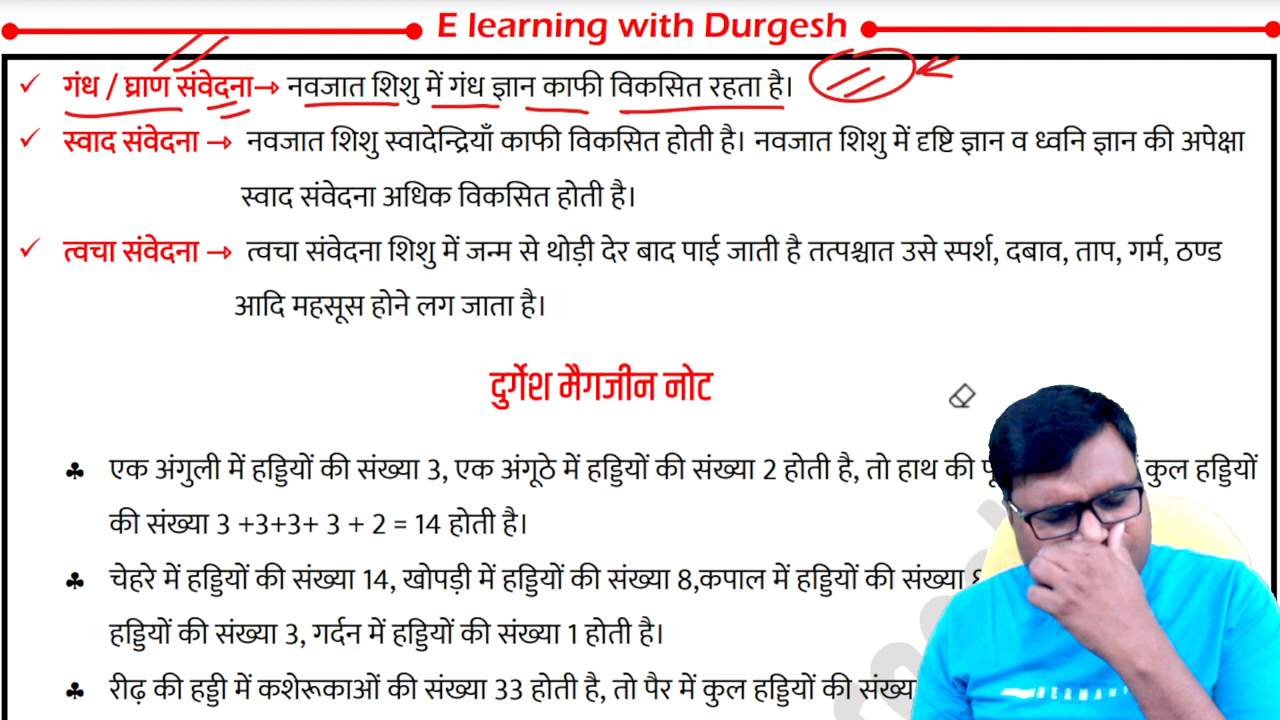 E learning with Durgesh
गंध / घ्राण संवेदना→ नवजात शिशु में गंध ज्ञान काफी विकसित रहता है।
स्वाद संवेदना → नवजात शिशु स्वादेन्द्रियाँ काफी विकसित होती है। नवजात शिशु में दृष्टि ज्ञान व ध्वनि ज्ञान की अपेक्षा
स्वाद संवेदना अधिक विकसित होती है।
त्वचा संवेदना → त्वचा संवेदना शिशु में जन्म से थोड़ी देर बाद पाई जाती है तत्पश्चात उसे स्पर्श, दबाव, ताप, गर्म, ठण्ड
आदि महसूस होने लग जाता है।
दुर्गेश मैगजीन नोट
एक अंगुली में हड्डियों की संख्या 3, एक अंगूठे में हड्डियों की संख्या 2 होती है, तो हाथ की कुल हड्डियों
की संख्या 3 +3+3+ 3 + 2 = 14 होती है।
चेहरे में हड्डियों की संख्या 14, खोपड़ी में हड्डियों की संख्या 8,कपाल में हड्डियों की संख्या
हड्डियों की संख्या 3, गर्दन में हड्डियों की संख्या 1 होती है।
रीढ़ की हड्डी में कशेरूकाओं की संख्या 33 होती है, तो पैर में कुल हड्डियों की संख्या